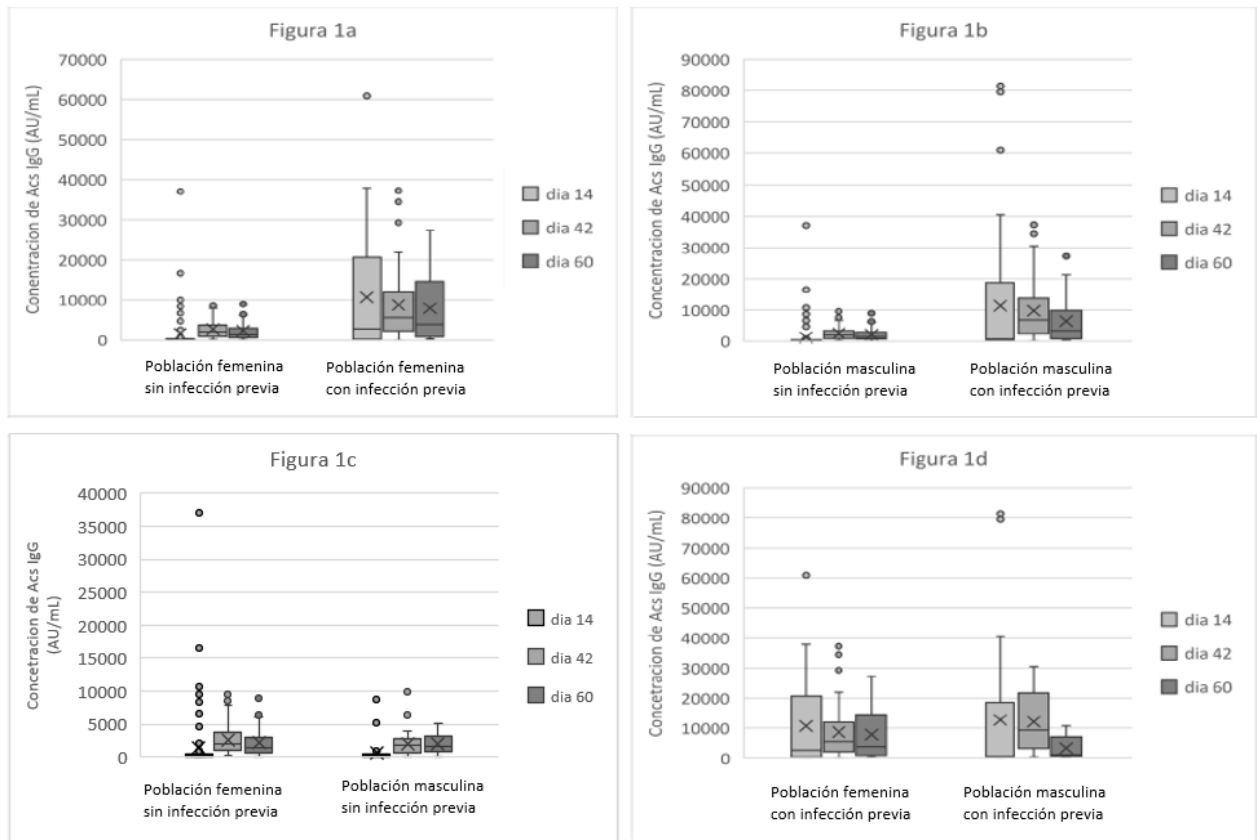 Figura 1a
Conentracion de Acs IgG (AU/mL)
70000
60000
50000
40000
30000
20000
10000
0
dia 14
dia 42
dia 60
Población femenina
sin infección previa
Población femenina
con infección previa
Figura 1b
Concentracion de Acs IgG (AU/mL)
90000
80000
70000
60000
50000
40000
30000
20000
10000
0
dia 14
dia 42
dia 60
Población masculina
sin infección previa
Población masculina
con infección previa
Figura 1c
Concetracion de Acs IgG
(AU/mL)
40000
35000
30000
25000
20000
15000
10000
5000
0
dia 14
dia 42
dia 60
Población femenina
sin infección previa
Población masculina
sin infección previa
Figura 1d
Concetracion de Acs IgG (AU/mL)
90000
80000
70000
60000
50000
40000
30000
20000
10000
0
dia 14
dia 42
dia 60
Población femenina
con infección previa
Población masculina
con infección previa